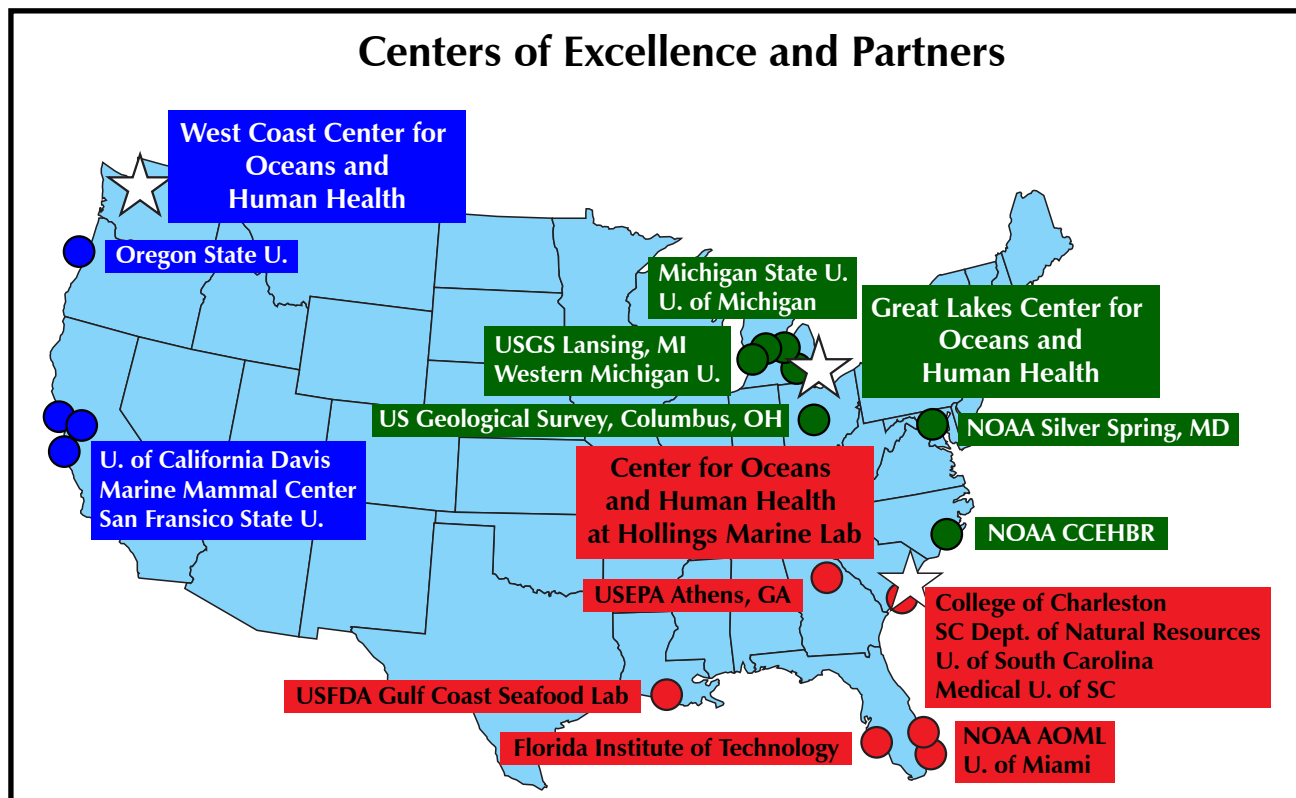 Centers of Excellence and Partners
West Coast Center for
Oceans and
Human Health
Oregon State U.
Michigan State U.
U. of Michigan
Great Lakes Center for
Oceans and
Human Health
USGS Lansing, MI
Western Michigan U.
US Geological Survey, Columbus, OH
NOAA Silver Spring, MD
U. of California Davis
Marine Mammal Center
San Fransico State U.
Center for Oceans
and Human Health
at Hollings Marine Lab
NOAA CCEHBR
USEPA Athens, GA
College of Charleston
SC Dept. of Natural Resources
U. of South Carolina
Medical U. of SC
USFDA Gulf Coast Seafood Lab
Florida Institute of Technology
NOAA AOML
U. of Miami